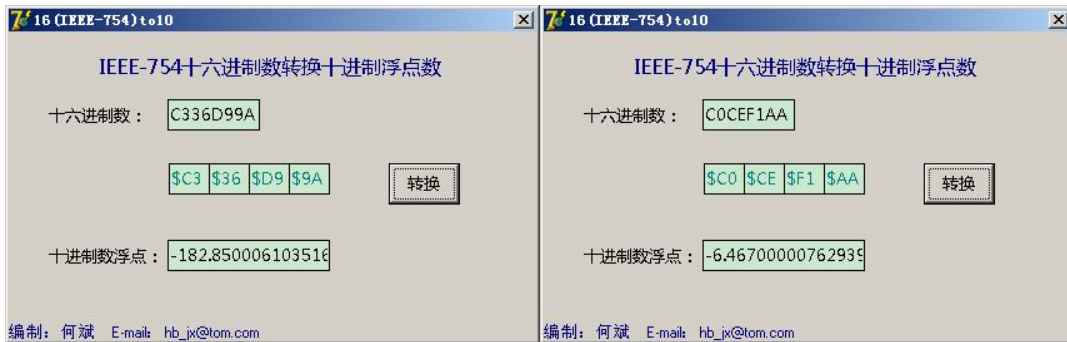 16(IEEE-754)to10
IEEE-754十六进制数转换十进制浮点数
十六进制数： C336D99A
$C3 $36 $D9 $9A 转换
十进制数浮点： -182.850006103516
编制: 何斌 E-mail: hb_jx@tom.com
16(IEEE-754)to10
IEEE-754十六进制数转换十进制浮点数
十六进制数： C0CEF1AA
$C0 $CE $F1 $AA 转换
十进制数浮点： -6.46700000762939
编制: 何斌 E-mail: hb_jx@tom.com